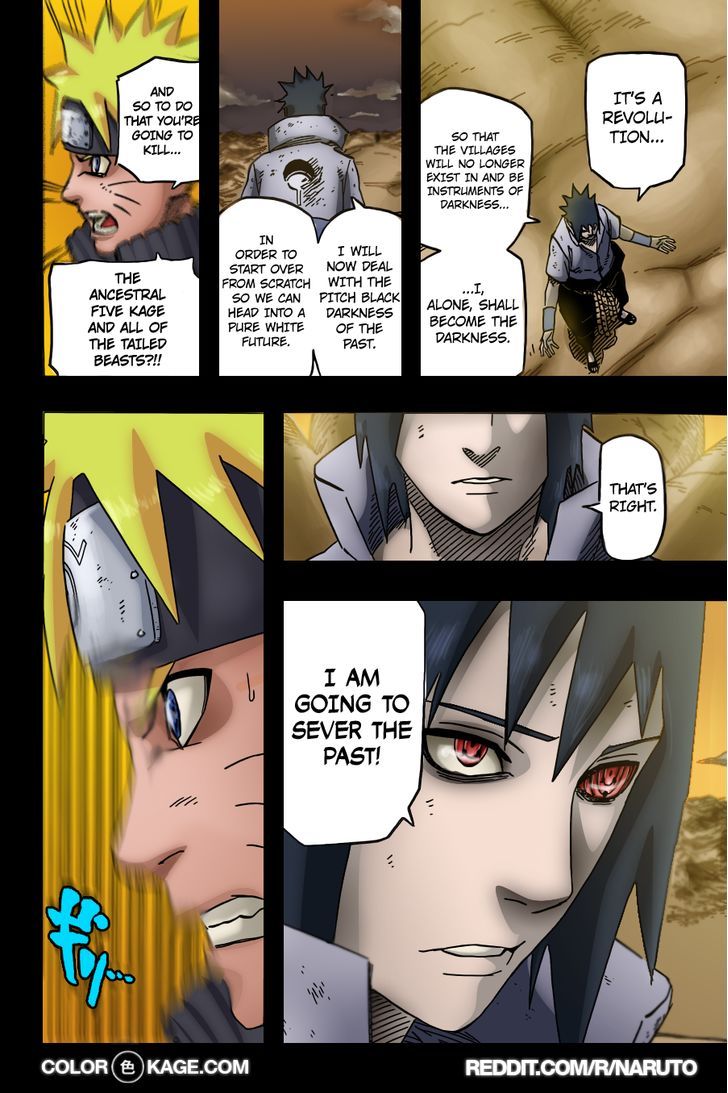 IT'S A
REVOLU-
TION...
SO THAT
THE VILLAGES
WILL NO LONGER
EXIST IN AND BE
INSTRUMENTS OF
DARKNESS...
...I,
ALONE, SHALL
BECOME THE
DARKNESS.
I WILL
NOW DEAL
WITH THE
PITCH BLACK
DARKNESS
OF THE
PAST.
IN
ORDER TO
START OVER
FROM SCRATCH
SO WE CAN
HEAD INTO A
PURE WHITE
FUTURE.
AND
SO TO DO
THAT YOU'RE
GOING TO
KILL...
THE
ANCESTRAL
FIVE KAGE
AND ALL OF
THE TAILED
BEASTS?!!
THAT'S
RIGHT.
I AM
GOING TO
SEVER THE
PAST!
ギリ...
COLOR 色 KAGE.COM
REDDIT.COM/R/NARUTO